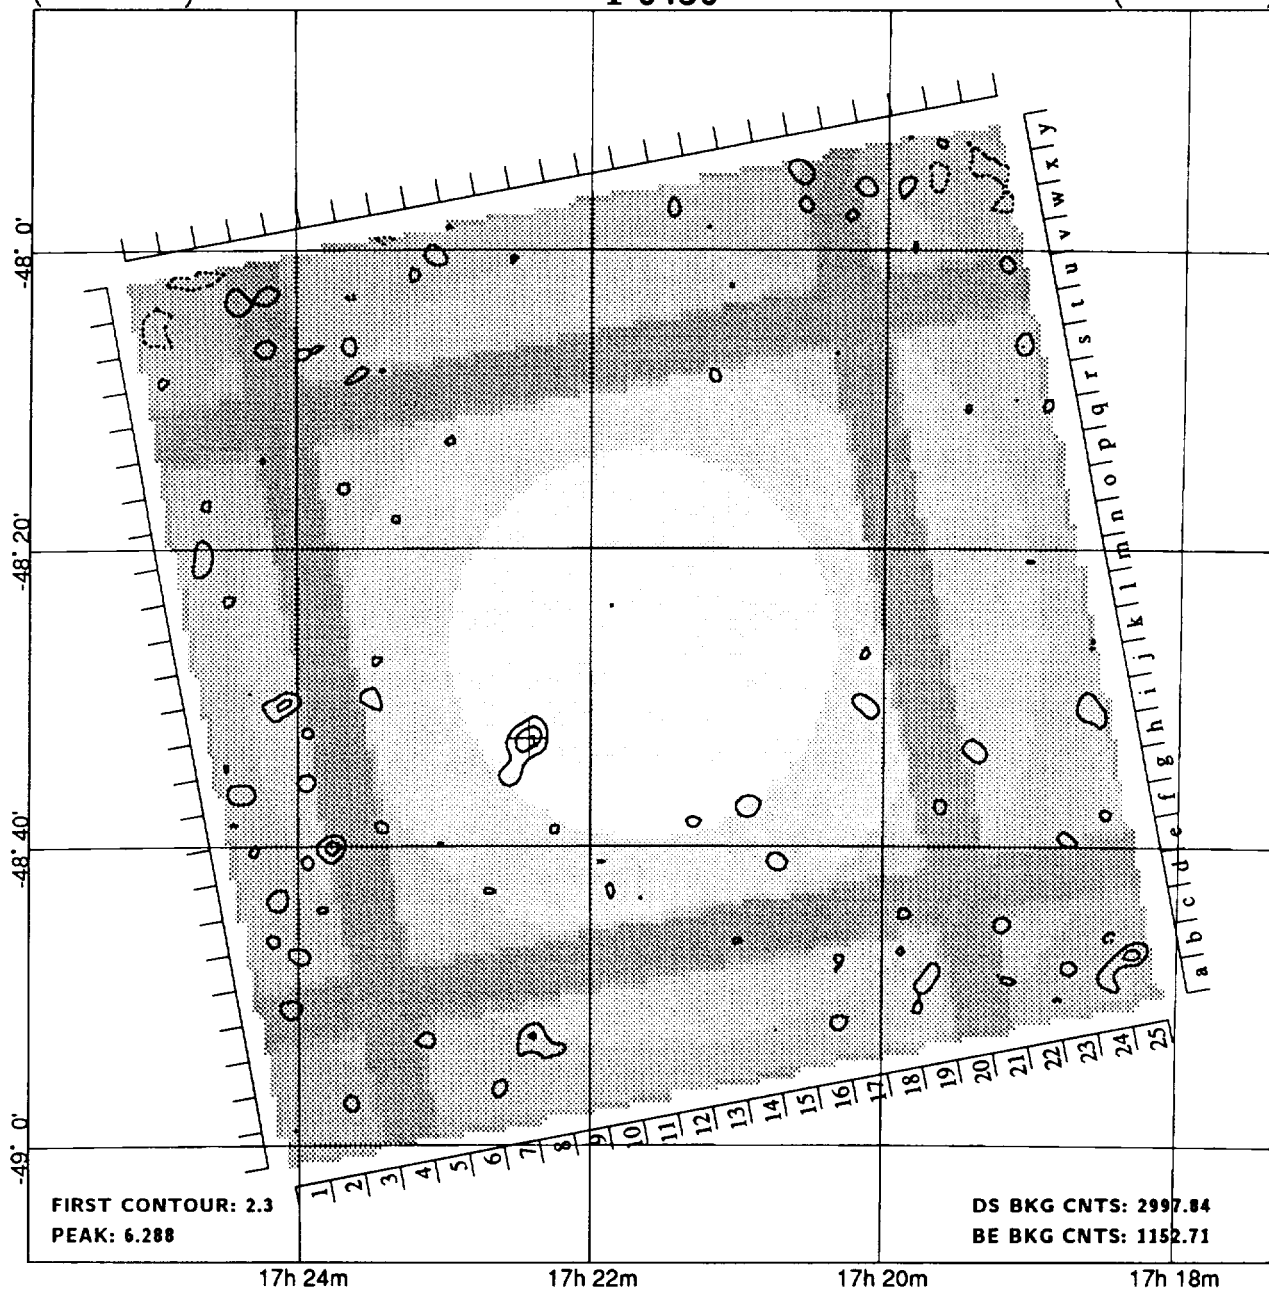 -48° 0'
-48° 20'
-48° 40'
-49° 0'
a b c d e f g h i j k l m n o p q r s t u v w x y
1 2 3 4 5 6 7 8 9 10 11 12 13 14 15 16 17 18 19 20 21 22 23 24 25
FIRST CONTOUR: 2.3
PEAK: 6.288
DS BKG CNTS: 2997.84
BE BKG CNTS: 1152.71
17h 24m
17h 22m
17h 20m
17h 18m